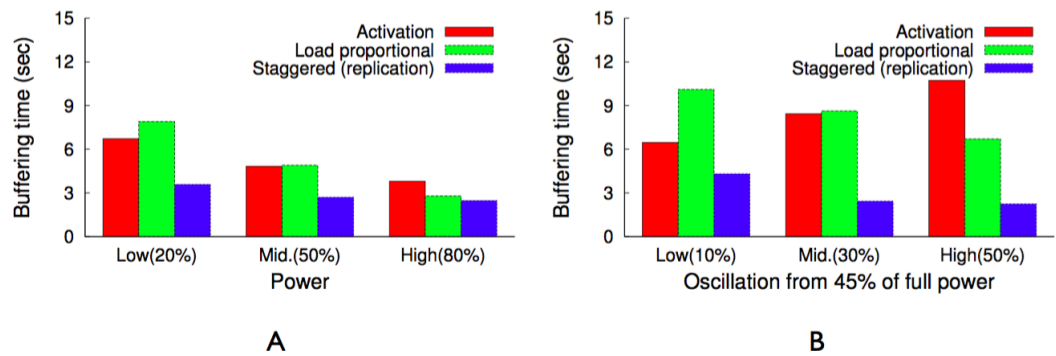 15
12
9
6
3
0
Buffering time (sec)
Activation
Load proportional
Staggered (replication)
Low(20%) Mid.(50%) High(80%)
Power
A
15
12
9
6
3
0
Buffering time (sec)
Activation
Load proportional
Staggered (replication)
Low(10%) Mid.(30%) High(50%)
Oscillation from 45% of full power
B